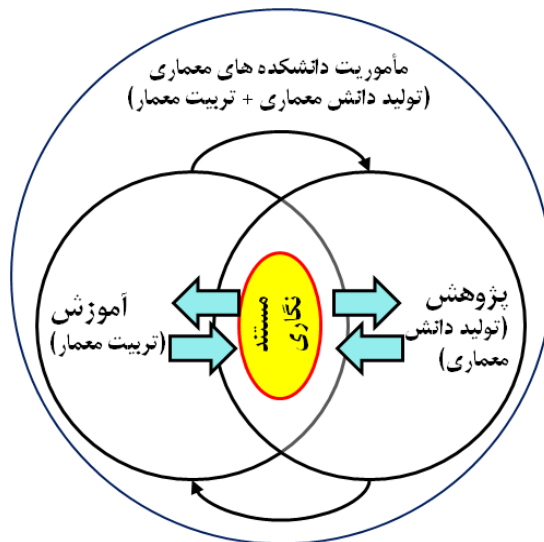 مأموریت دانشکده های معماری
(تولید دانش معماری + تربیت معمار)
پژوهش
(تولید دانش
معماری)
مستند
نگاری
آموزش
(تربیت معمار)